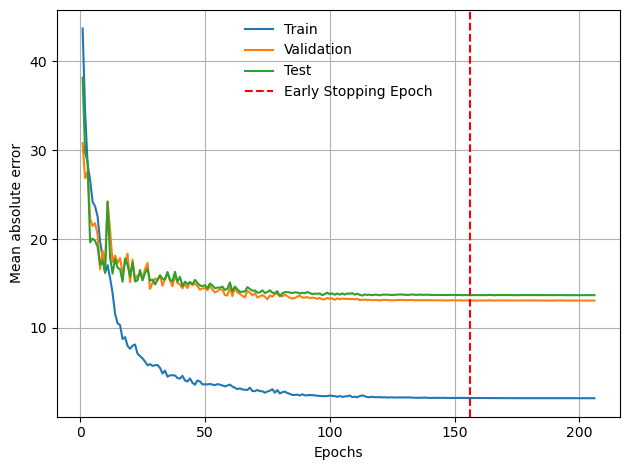 Train
Validation
Test
Early Stopping Epoch
Mean absolute error
40
30
20
10
0
50
100
150
200
Epochs